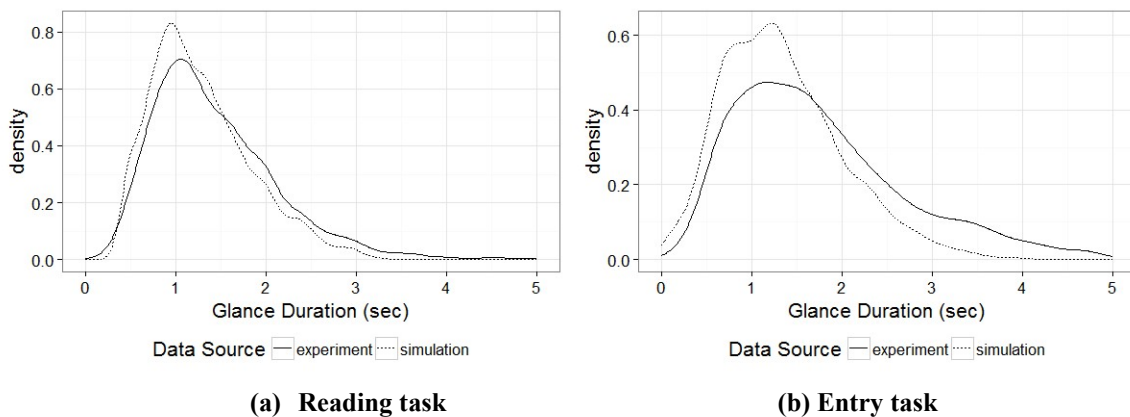 0.8
0.6
0.4
0.2
0.0
density
0 1 2 3 4 5
Glance Duration (sec)
Data Source experiment simulation
(a) Reading task
0.6
0.4
0.2
0.0
density
0 1 2 3 4 5
Glance Duration (sec)
Data Source experiment simulation
(b) Entry task